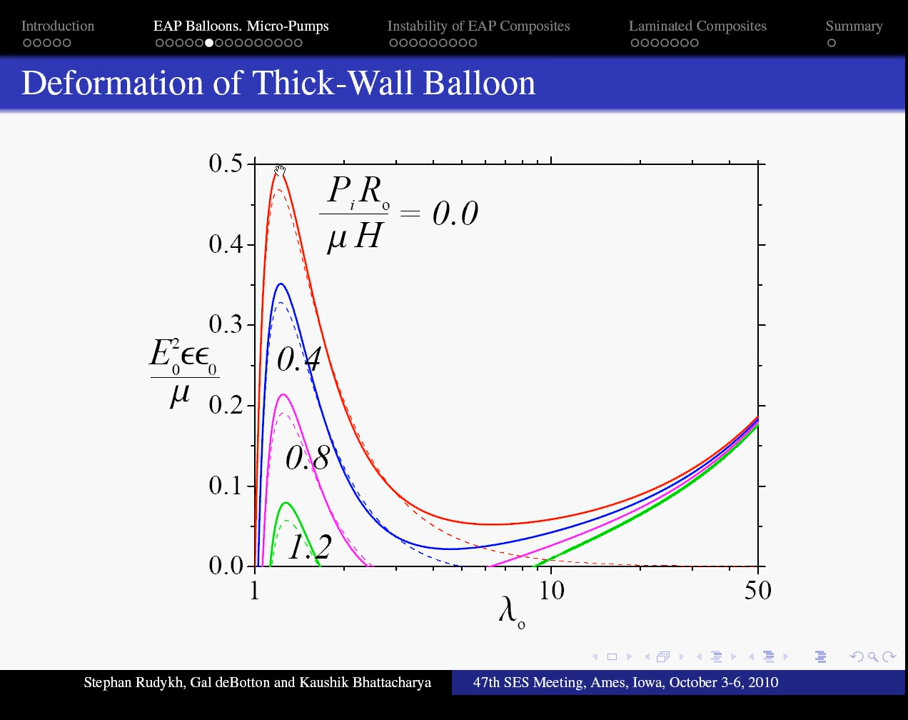 Introduction EAP Balloons. Micro-Pumps Instability of EAP Composites Laminated Composites Summary
Deformation of Thick-Wall Balloon
0.5
P_i R_o / μ H = 0.0
0.4
0.3
E_0^2 ϵϵ_0 / μ
0.4
0.2
0.8
0.1
1.2
0.0
1 10 50
λ_o
Stephan Rudykh, Gal deBotton and Kaushik Bhattacharya 47th SES Meeting, Ames, Iowa, October 3-6, 2010